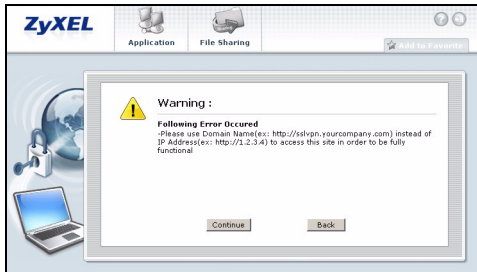 ZyXEL
Application File Sharing
Add to Favorite
Warning :
Following Error Occured
-Please use Domain Name(ex: http://sslvpn.yourcompany.com) instead of
IP Address(ex: http://1.2.3.4) to access this site in order to be fully
functional
Continue Back